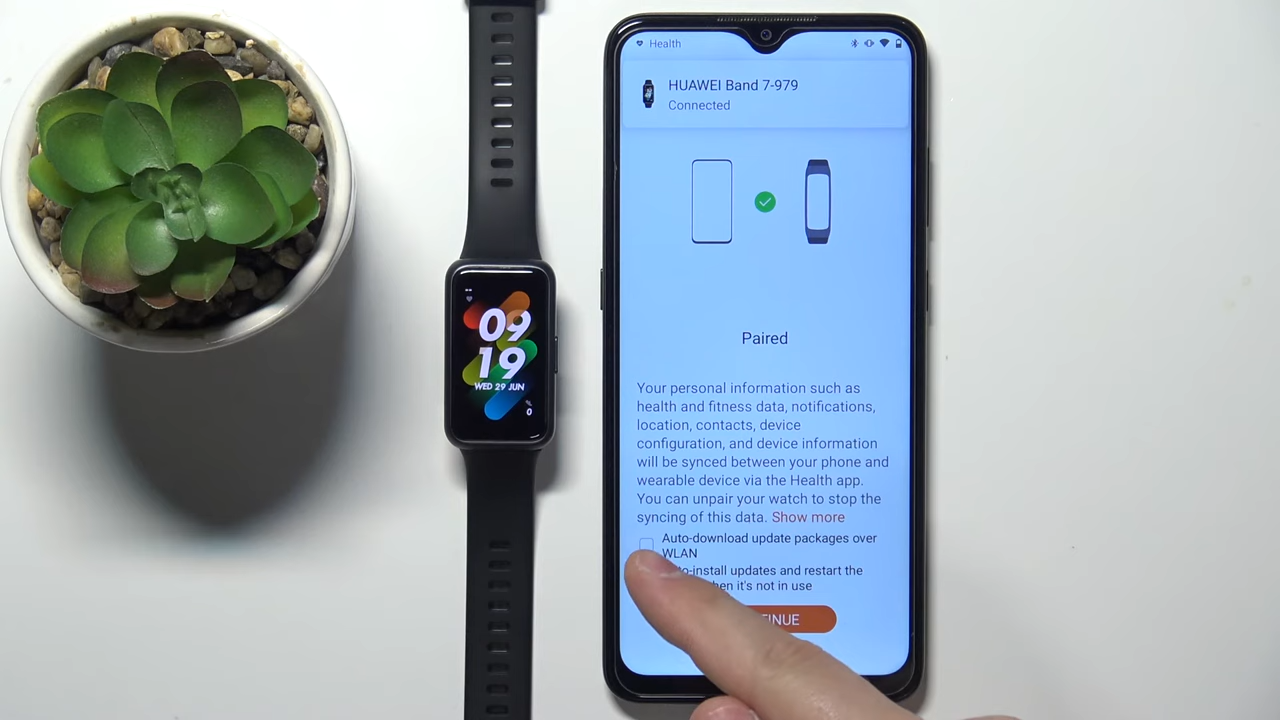 Health
HUAWEI Band 7-979
Connected
Paired
Your personal information such as
health and fitness data, notifications,
location, contacts, device
configuration, and device information
will be synced between your phone and
wearable device via the Health app.
You can unpair your watch to stop the
syncing of this data. Show more
Auto-download update packages over
WLAN
-install updates and restart the
when it's not in use
TINUE
09
19
WED 29 JUN
0